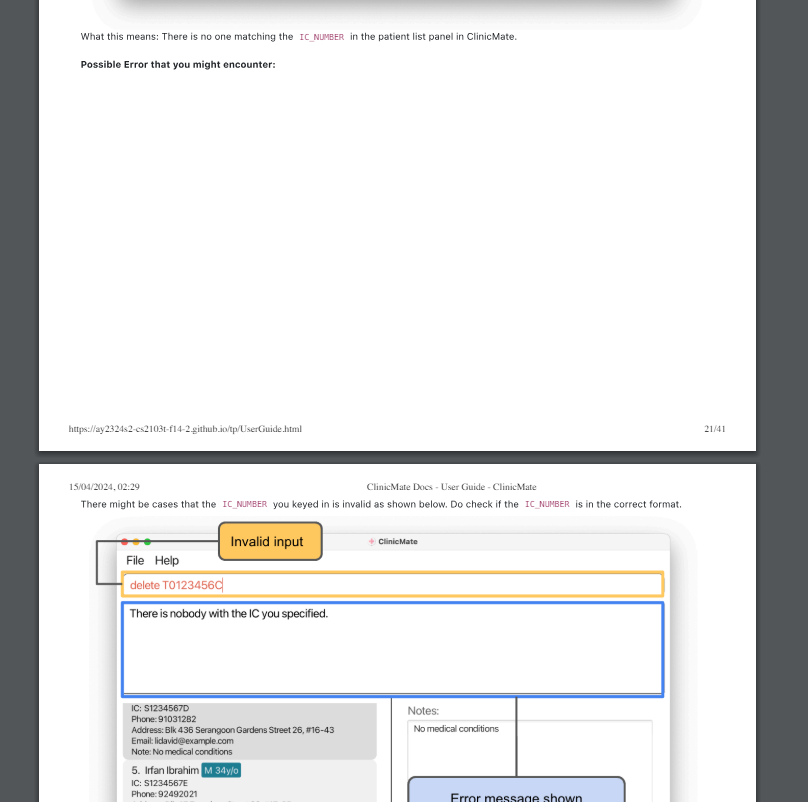 What this means: There is no one matching the IC_NUMBER in the patient list panel in ClinicMate.
Possible Error that you might encounter:
https://ay2324s2-cs2103t-f14-2.github.io/tp/UserGuide.html 21/41
15/04/2024, 02:29 ClinicMate Docs - User Guide - ClinicMate
There might be cases that the IC_NUMBER you keyed in is invalid as shown below. Do check if the IC_NUMBER is in the correct format.
Invalid input
ClinicMate
File Help
delete T0123456C
There is nobody with the IC you specified.
IC: S1234567D
Phone: 91031282
Address: Blk 436 Serangoon Gardens Street 26, #16-43
Email: lidavid@example.com
Note: No medical conditions
5. Irfan Ibrahim M 34y/o
IC: S1234567E
Phone: 92492021
Notes:
No medical conditions
Error message shown